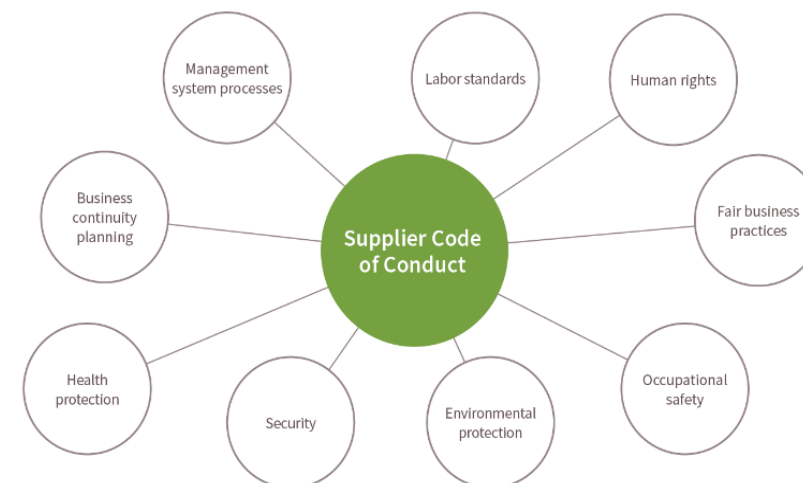 Management
system processes
Labor standards
Human rights
Business
continuity
planning
Fair business
practices
Supplier Code
of Conduct
Health
protection
Security
Environmental
protection
Occupational
safety